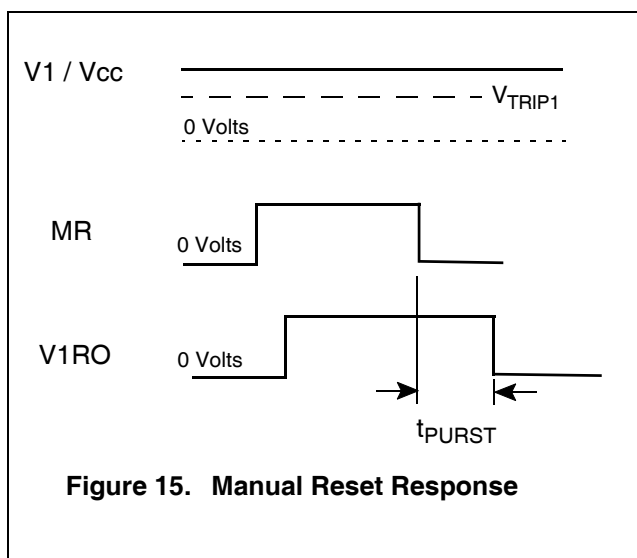 V1 / Vcc
VTRIP1
0 Volts
MR
0 Volts
V1RO
0 Volts
tPURST
Figure 15. Manual Reset Response